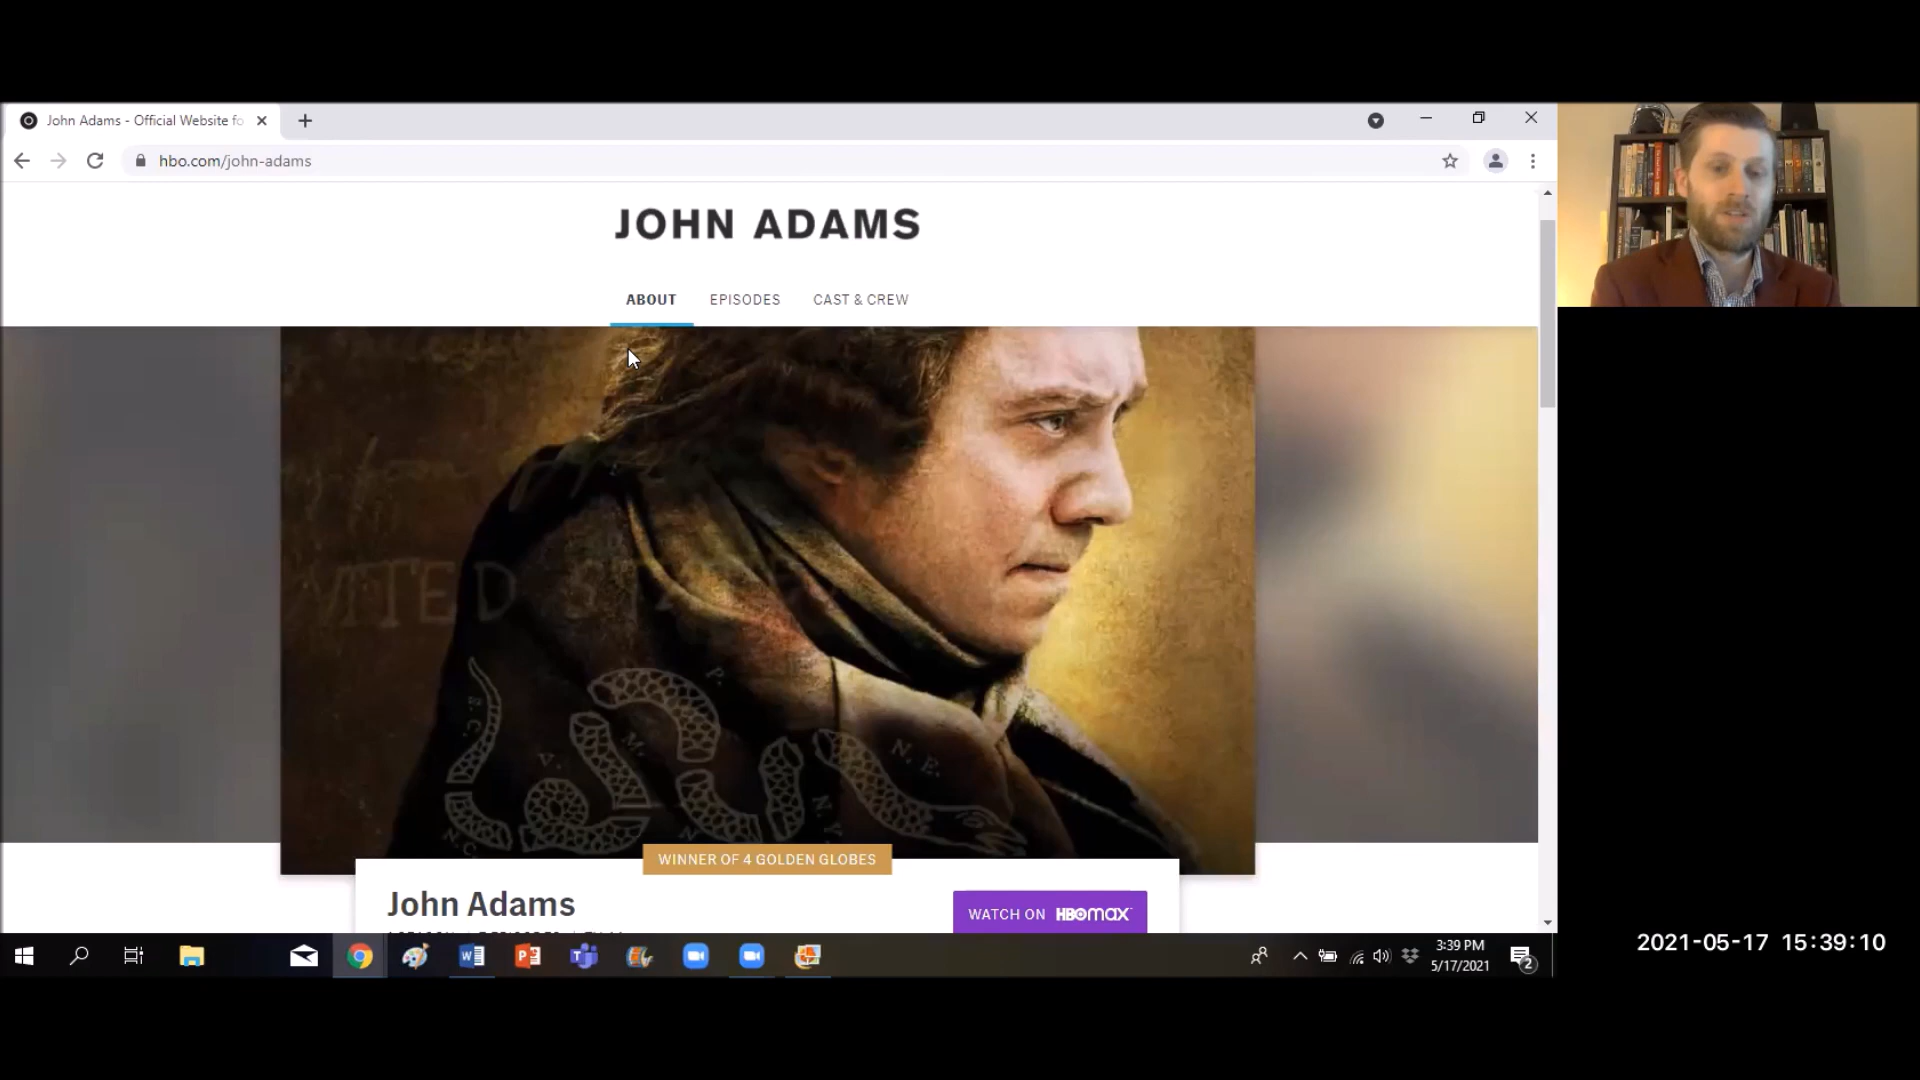 John Adams - Official Website fo
hbo.com/john-adams
JOHN ADAMS
ABOUT EPISODES CAST & CREW
S. C.
N. C.
V.
M.
P.
N.
N. Y.
N. E.
WINNER OF 4 GOLDEN GLOBES
John Adams
WATCH ON HBOMAX
3:39 PM
5/17/2021
2
2021-05-17 15:39:10